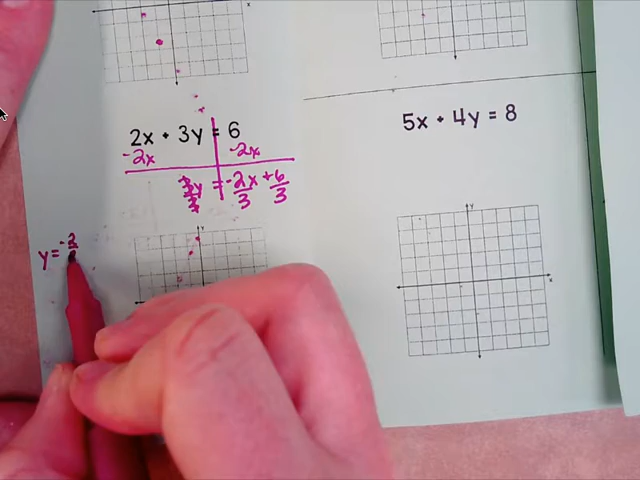 2x + 3y = 6
-2x -2x
3y/3 = -2x/3 + 6/3
y = -2
5x + 4y = 8